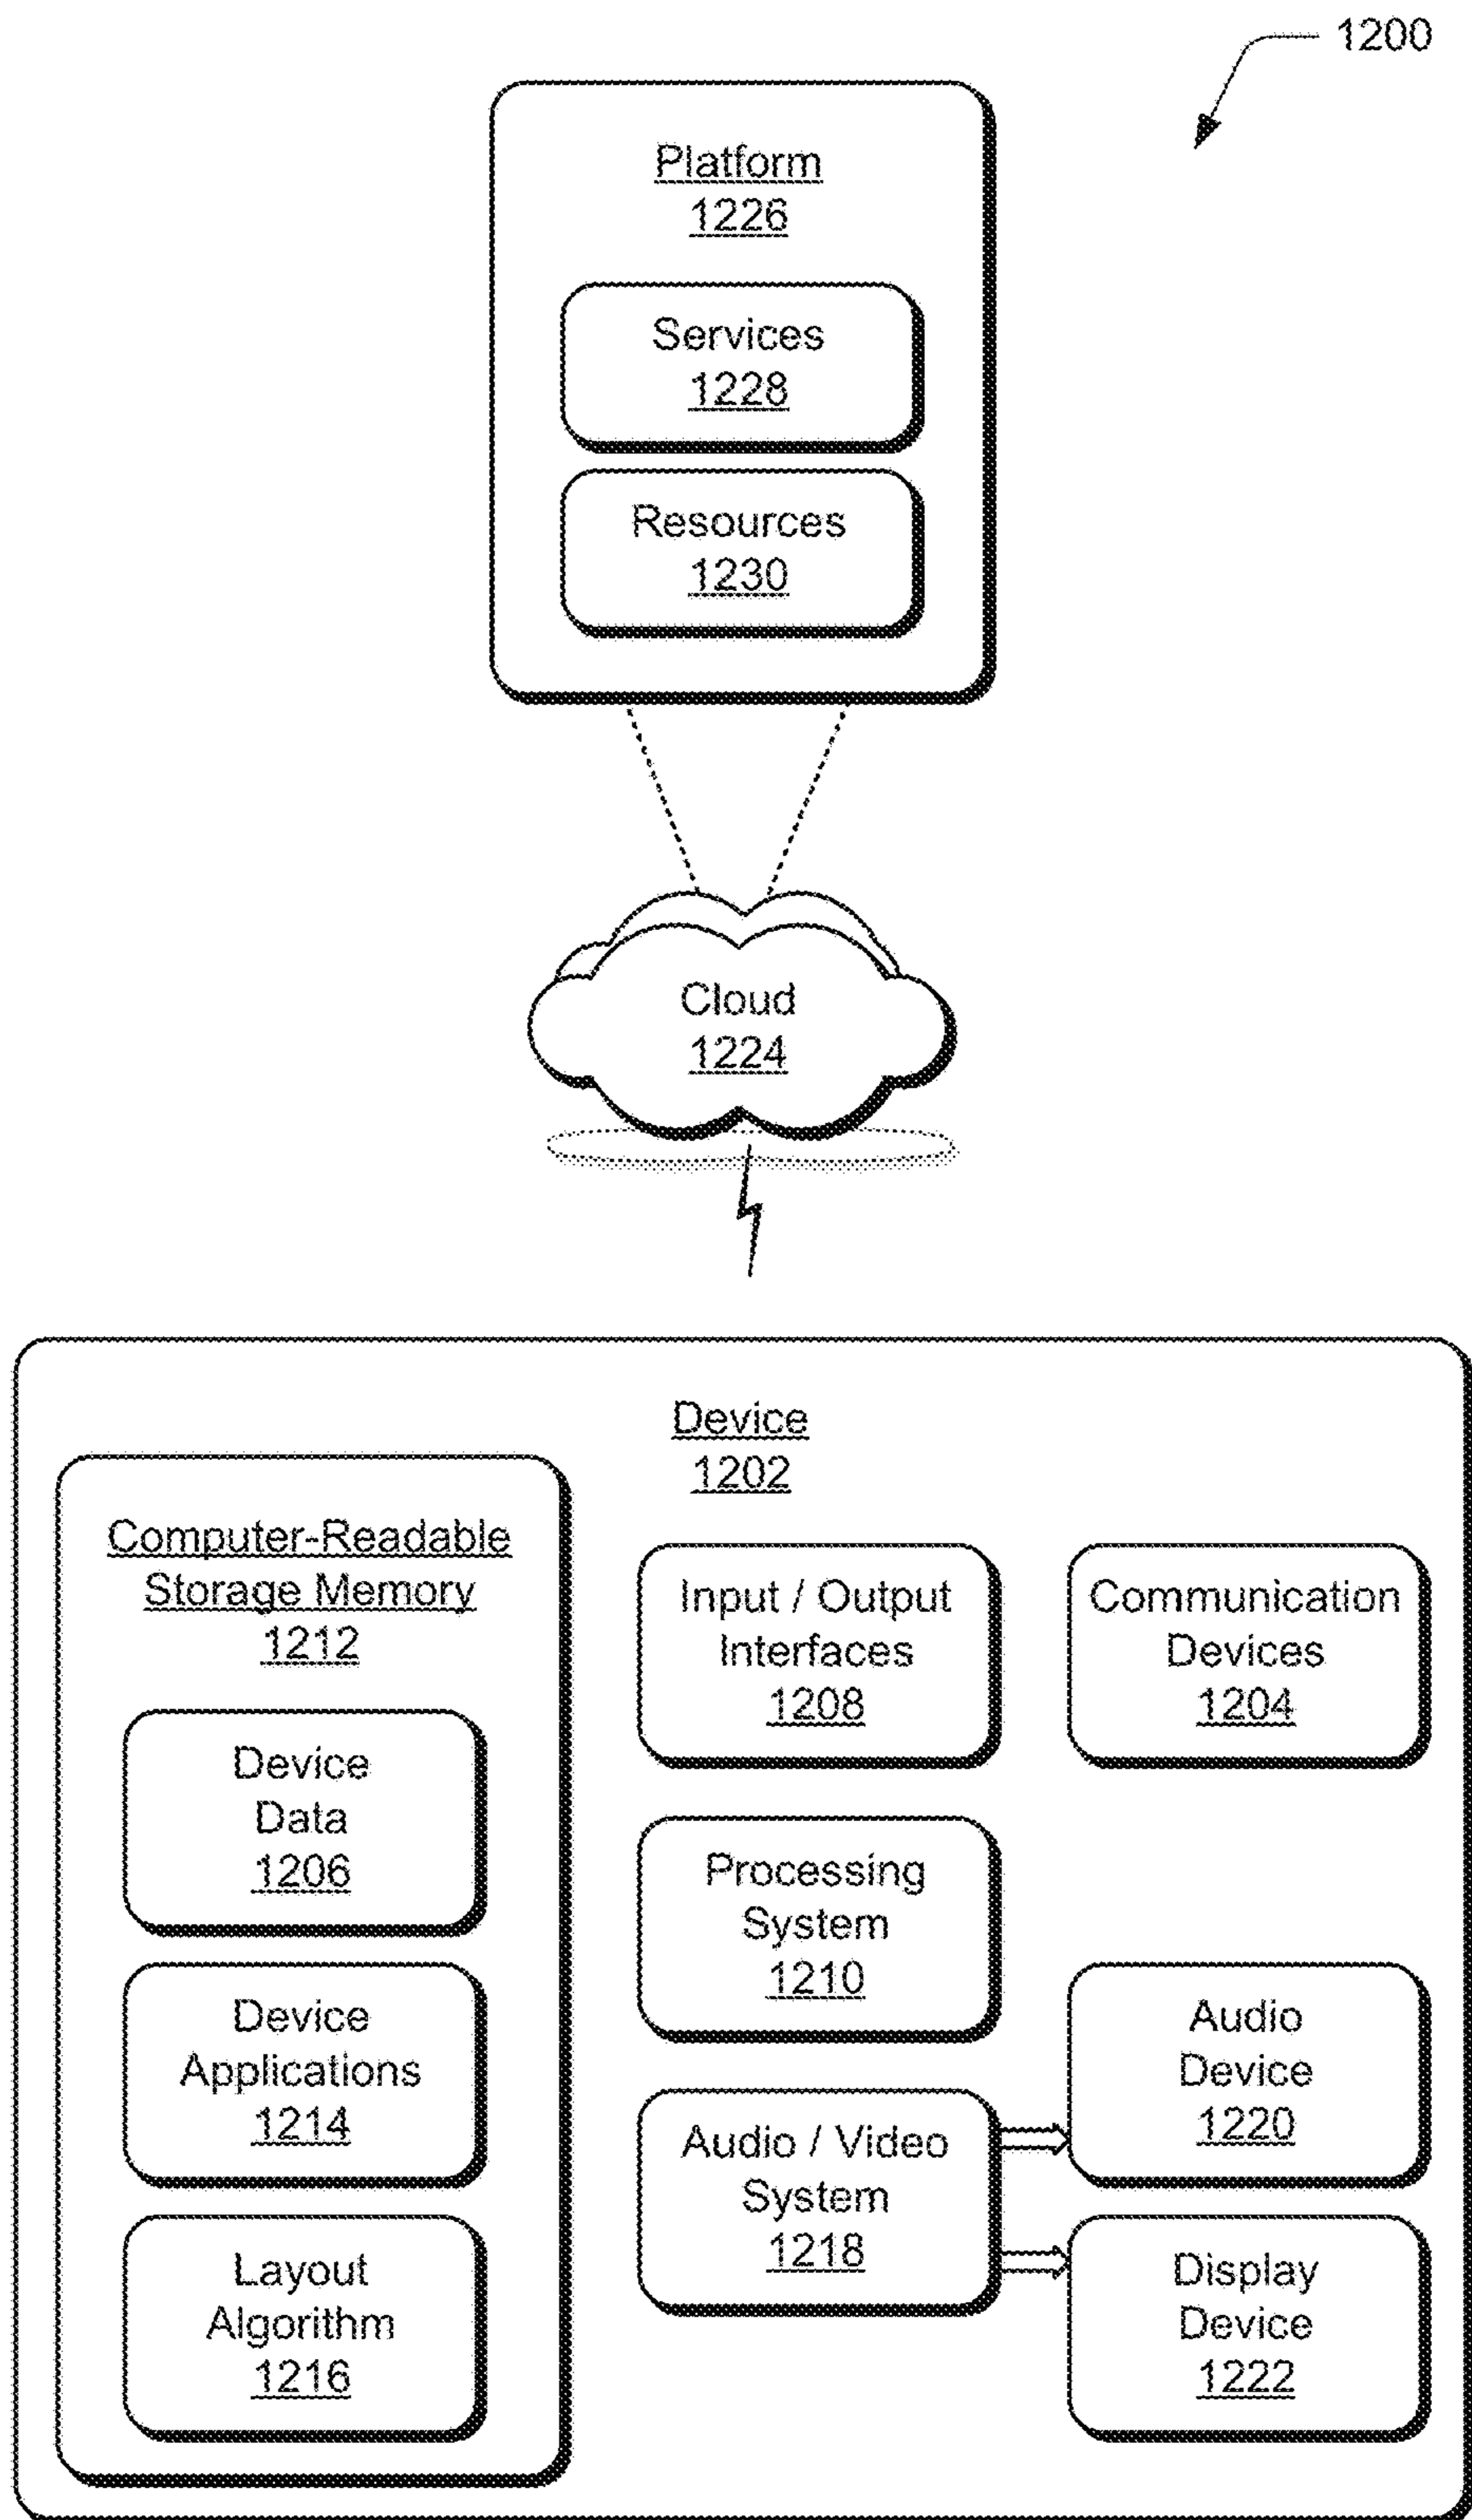 1200
Platform
1226
Services
1228
Resources
1230
Cloud
1224
Device
1202
Computer-Readable
Storage Memory
1212
Device
Data
1206
Device
Applications
1214
Layout
Algorithm
1216
Input / Output
Interfaces
1208
Communication
Devices
1204
Processing
System
1210
Audio / Video
System
1218
Audio
Device
1220
Display
Device
1222